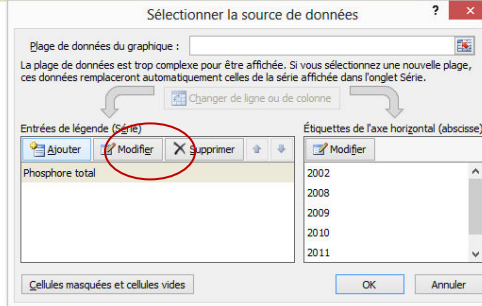 Sélectionner la source de données
Plage de données du graphique :
La plage de données est trop complexe pour être affichée. Si vous sélectionnez une nouvelle plage,
ces données remplaceront automatiquement celles de la série affichée dans l'onglet Série.
Changer de ligne ou de colonne
Entrées de légende (Série)
Étiquettes de l'axe horizontal (abscisse)
Ajouter Modifier Supprimer
Modifier
Phosphore total
2002
2008
2009
2010
2011
Cellules masquées et cellules vides
OK Annuler